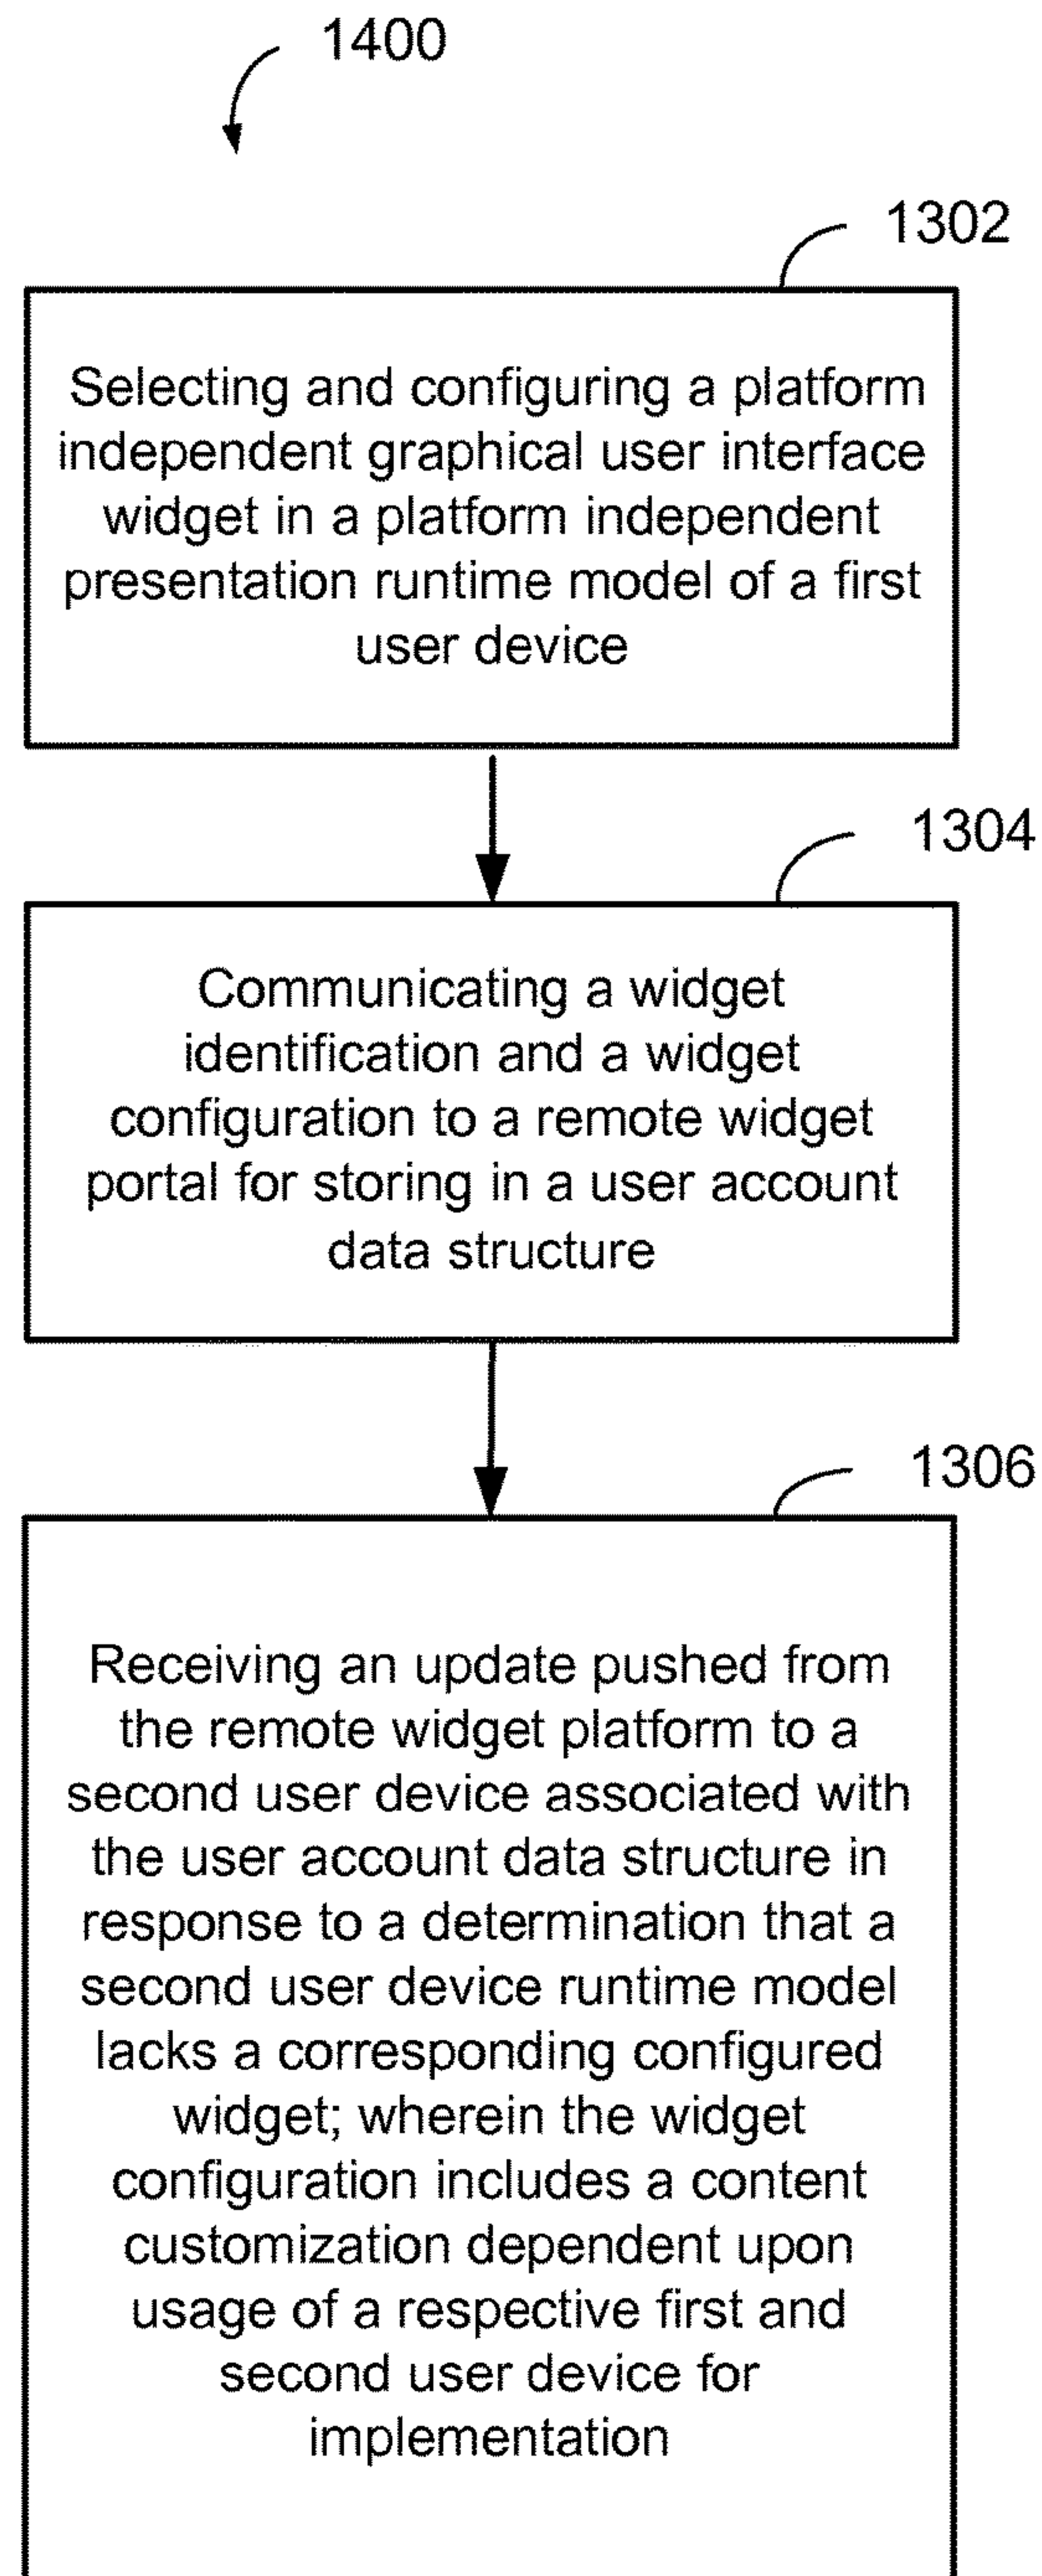 1400
1302
Selecting and configuring a platform
independent graphical user interface
widget in a platform independent
presentation runtime model of a first
user device
1304
Communicating a widget
identification and a widget
configuration to a remote widget
portal for storing in a user account
data structure
1306
Receiving an update pushed from
the remote widget platform to a
second user device associated with
the user account data structure in
response to a determination that a
second user device runtime model
lacks a corresponding configured
widget; wherein the widget
configuration includes a content
customization dependent upon
usage of a respective first and
second user device for
implementation